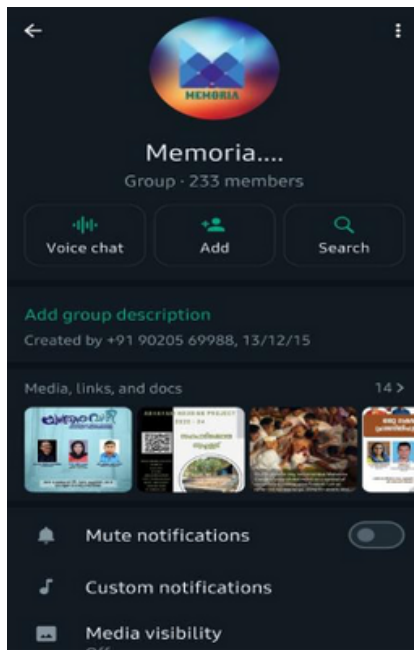 MEMORIA
Memoria....
Group · 233 members
Voice chat
Add
Search
Add group description
Created by +91 90205 69988, 13/12/15
Media, links, and docs
14 >
Mute notifications
Custom notifications
Media visibility
Off